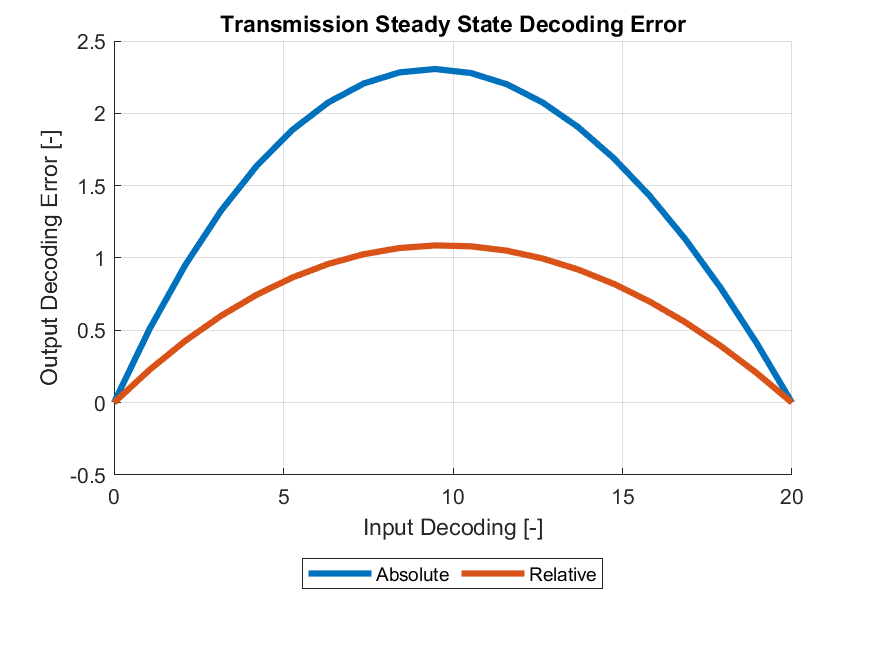 Transmission Steady State Decoding Error
2.5
2
1.5
1
0.5
0
-0.5
Output Decoding Error [-]
0 5 10 15 20
Input Decoding [-]
Absolute Relative